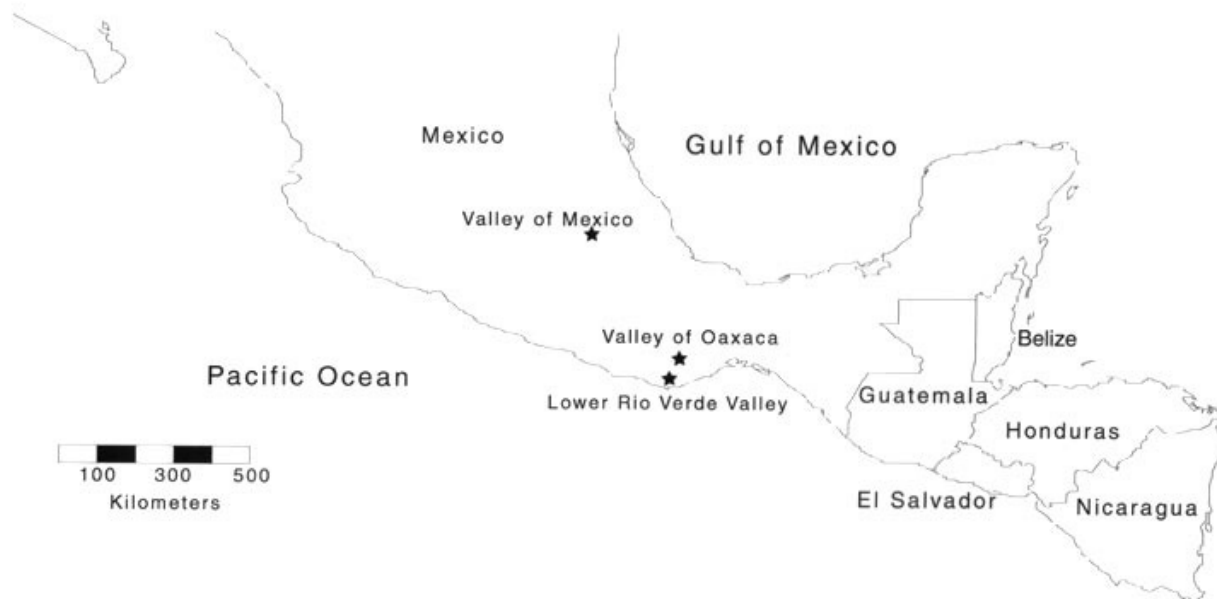 Mexico
Gulf of Mexico
Valley of Mexico
Valley of Oaxaca
Belize
Pacific Ocean
Guatemala
Lower Rio Verde Valley
Honduras
100 300 500
Kilometers
El Salvador
Nicaragua